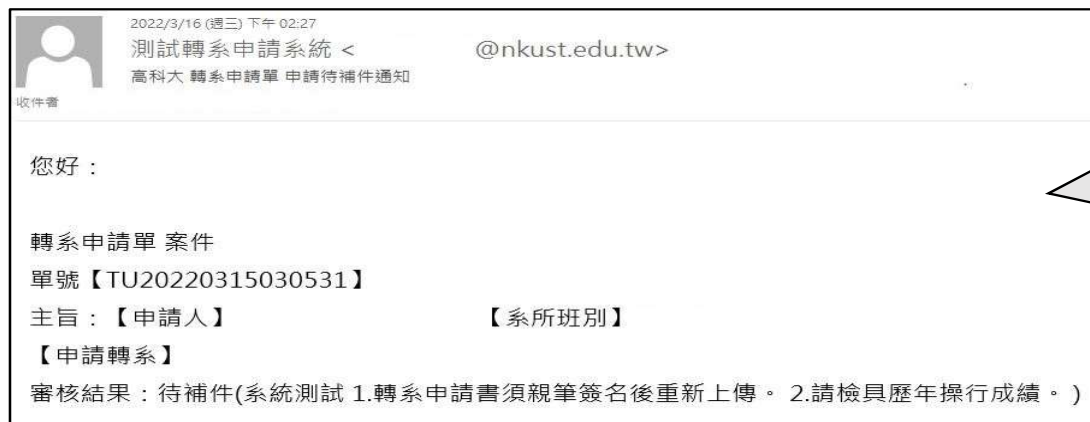 2022/3/16 (週三) 下午 02:27
測試轉系申請系統 < @nkust.edu.tw>
高科大 轉系申請單 申請待補件通知
收件者
您好：
轉系申請單 案件
單號【TU20220315030531】
主旨：【申請人】 【系所班別】
【申請轉系】
審核結果：待補件(系統測試 1.轉系申請書須親筆簽名後重新上傳。 2.請檢具歷年操行成績。)